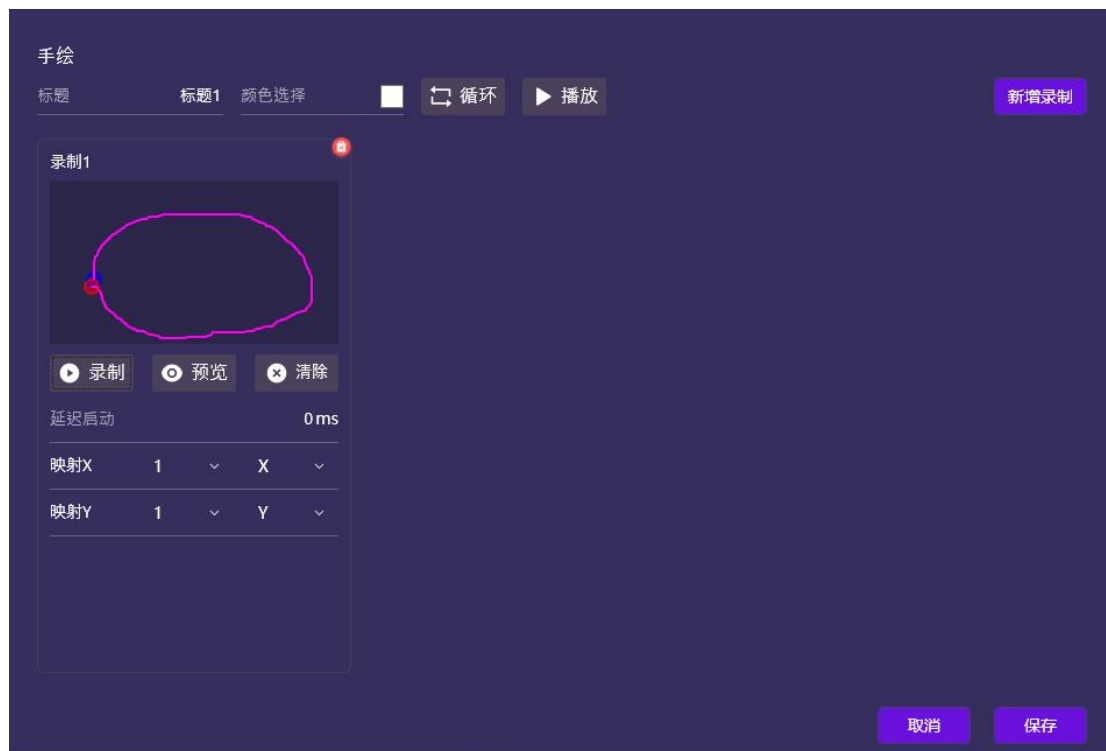 手绘
标题 标题1 颜色选择 循环 播放 新增录制
录制1
录制 预览 清除
延迟启动 0 ms
映射X 1 X
映射Y 1 Y
取消 保存